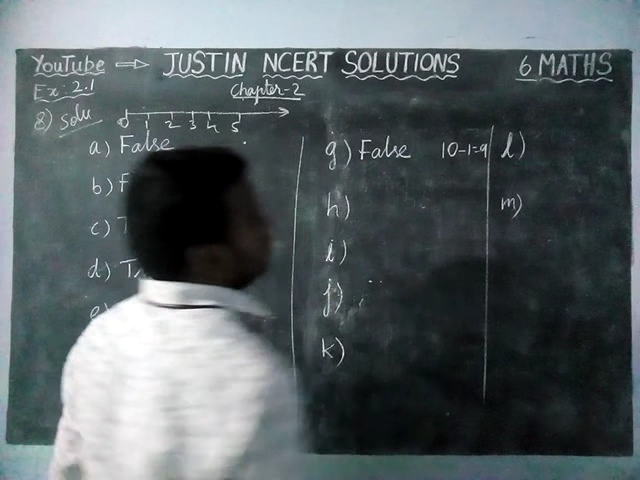 YouTube → JUSTIN NCERT SOLUTIONS 6 MATHS
Ex: 2.1 Chapter-2
8) Solu
0 1 2 3 4 5
a) False
b) F
c) T
d) T
e)
g) False 10-1=9
h)
i)
j)
k)
l)
m)